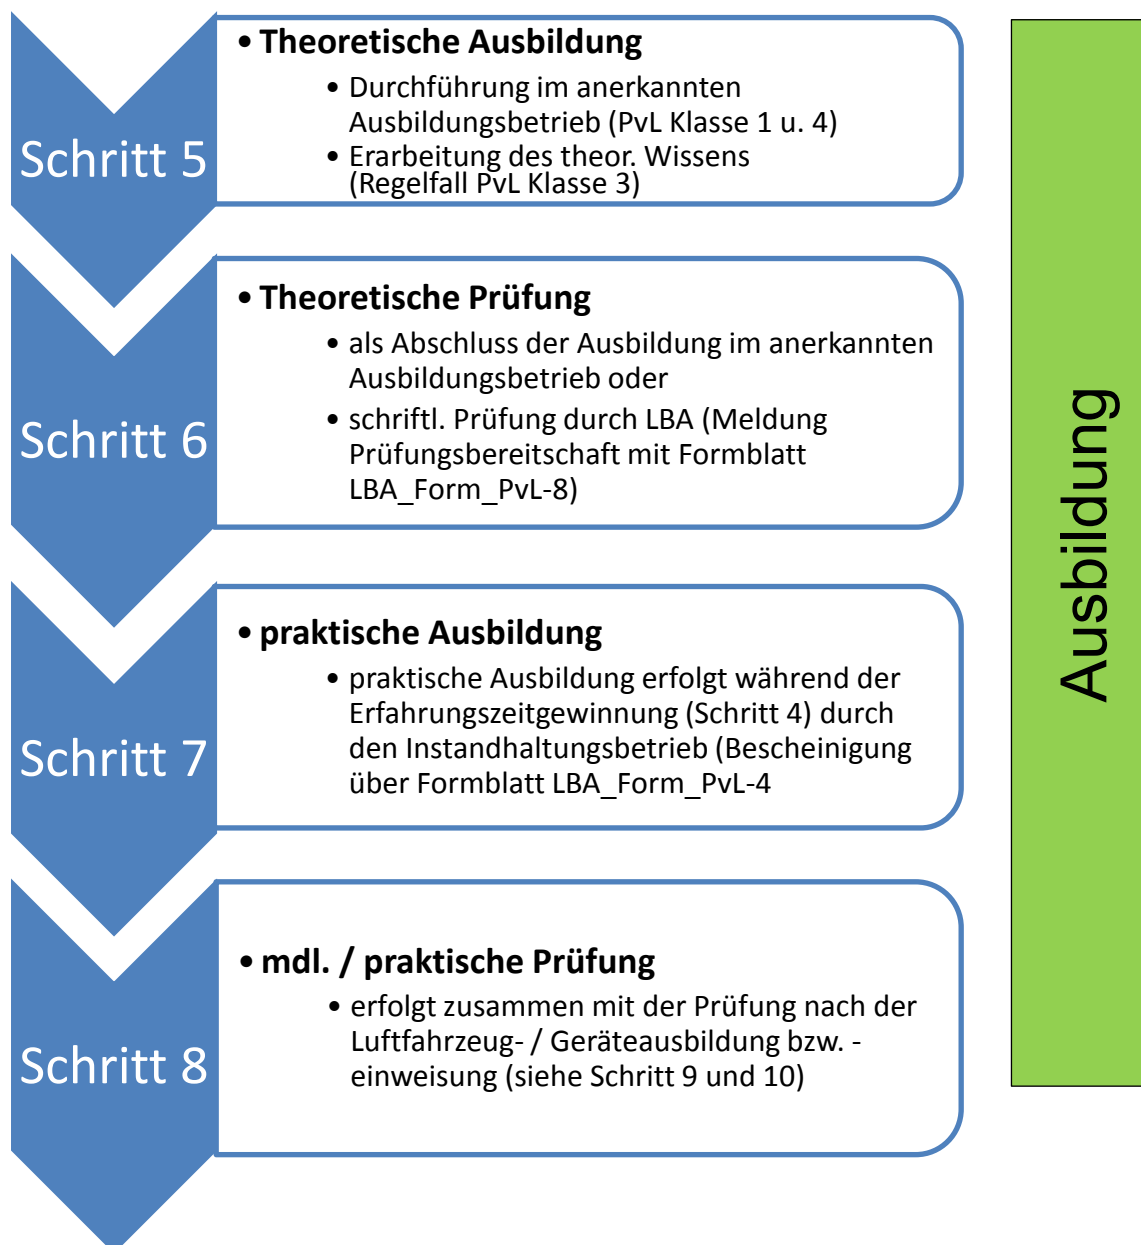 Schritt 5
• Theoretische Ausbildung
• Durchführung im anerkannten
Ausbildungsbetrieb (PvL Klasse 1 u. 4)
• Erarbeitung des theor. Wissens
(Regelfall PvL Klasse 3)
Schritt 6
• Theoretische Prüfung
• als Abschluss der Ausbildung im anerkannten
Ausbildungsbetrieb oder
• schriftl. Prüfung durch LBA (Meldung
Prüfungsbereitschaft mit Formblatt
LBA_Form_PvL-8)
Schritt 7
• praktische Ausbildung
• praktische Ausbildung erfolgt während der
Erfahrungszeitgewinnung (Schritt 4) durch
den Instandhaltungsbetrieb (Bescheinigung
über Formblatt LBA_Form_PvL-4
Schritt 8
• mdl. / praktische Prüfung
• erfolgt zusammen mit der Prüfung nach der
Luftfahrzeug- / Geräteausbildung bzw. -
einweisung (siehe Schritt 9 und 10)
Ausbildung